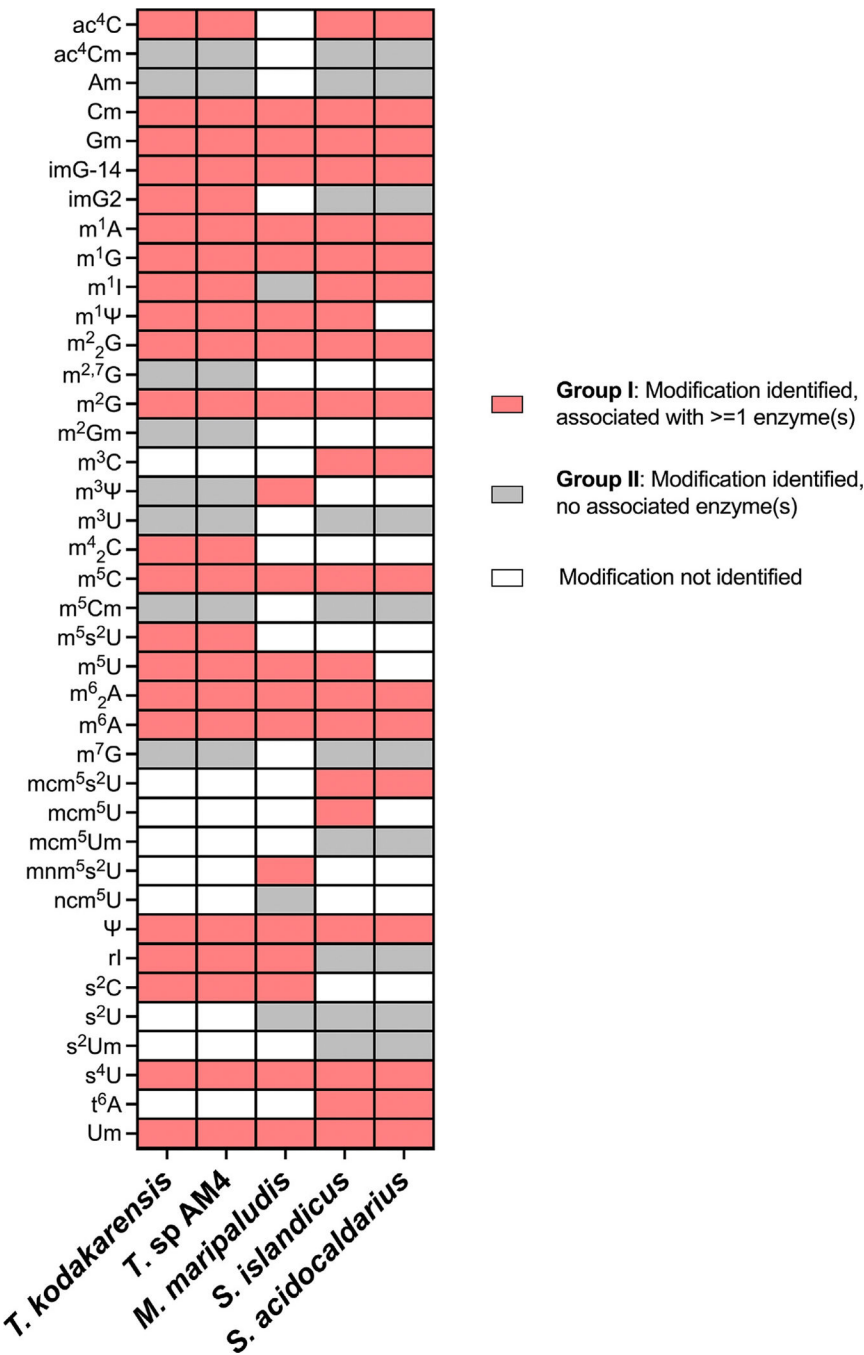 ac⁴C
ac⁴Cm
Am
Cm
Gm
imG-14
imG2
m¹A
m¹G
m¹I
m¹Ψ
m²₂G
m²,⁷G
m²G
m²Gm
m³C
m³Ψ
m³U
m⁴₂C
m⁵C
m⁵Cm
m⁵s²U
m⁵U
m⁶₂A
m⁶A
m⁷G
mcm⁵s²U
mcm⁵U
mcm⁵Um
mnm⁵s²U
ncm⁵U
Ψ
rI
s²C
s²U
s²Um
s⁴U
t⁶A
Um
T. kodakarensis
T. sp AM4
M. maripaludis
S. islandicus
S. acidocaldarius
Group I: Modification identified,
associated with >=1 enzyme(s)
Group II: Modification identified,
no associated enzyme(s)
Modification not identified